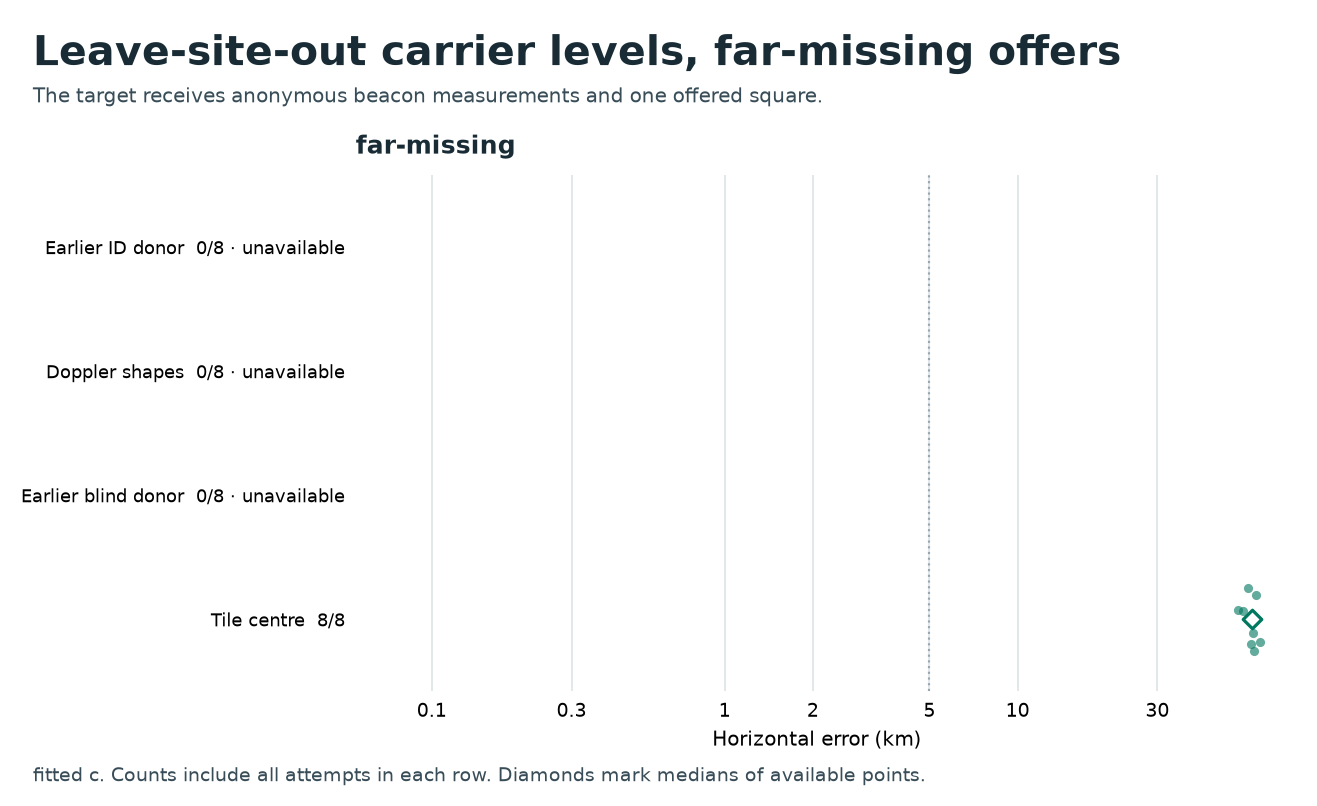 Leave-site-out carrier levels, far-missing offers
The target receives anonymous beacon measurements and one offered square.
far-missing
Earlier ID donor 0/8 · unavailable
Doppler shapes 0/8 · unavailable
Earlier blind donor 0/8 · unavailable
Tile centre 8/8
0.1 0.3 1 2 5 10 30
Horizontal error (km)
fitted c. Counts include all attempts in each row. Diamonds mark medians of available points.